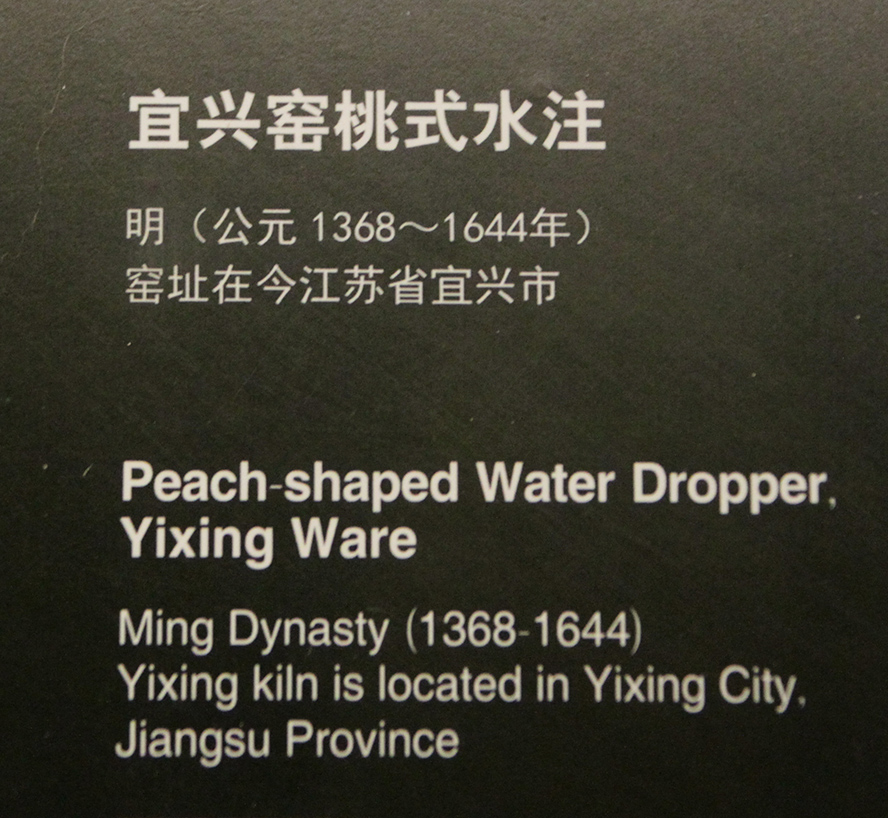 宜兴窑桃式水注
明（公元 1368～1644年）
窑址在今江苏省宜兴市
Peach-shaped Water Dropper,
Yixing Ware
Ming Dynasty (1368-1644)
Yixing kiln is located in Yixing City,
Jiangsu Province